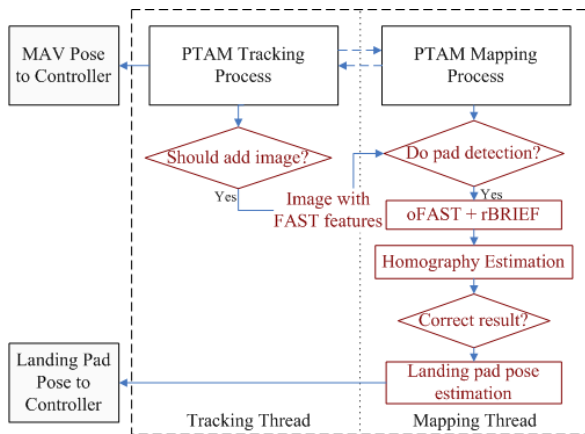 MAV Pose
to Controller
PTAM Tracking
Process
PTAM Mapping
Process
Should add image?
Do pad detection?
Yes
Image with
FAST features
Yes
oFAST + rBRIEF
Homography Estimation
Correct result?
Landing Pad
Pose to
Controller
Landing pad pose
estimation
Tracking Thread
Mapping Thread